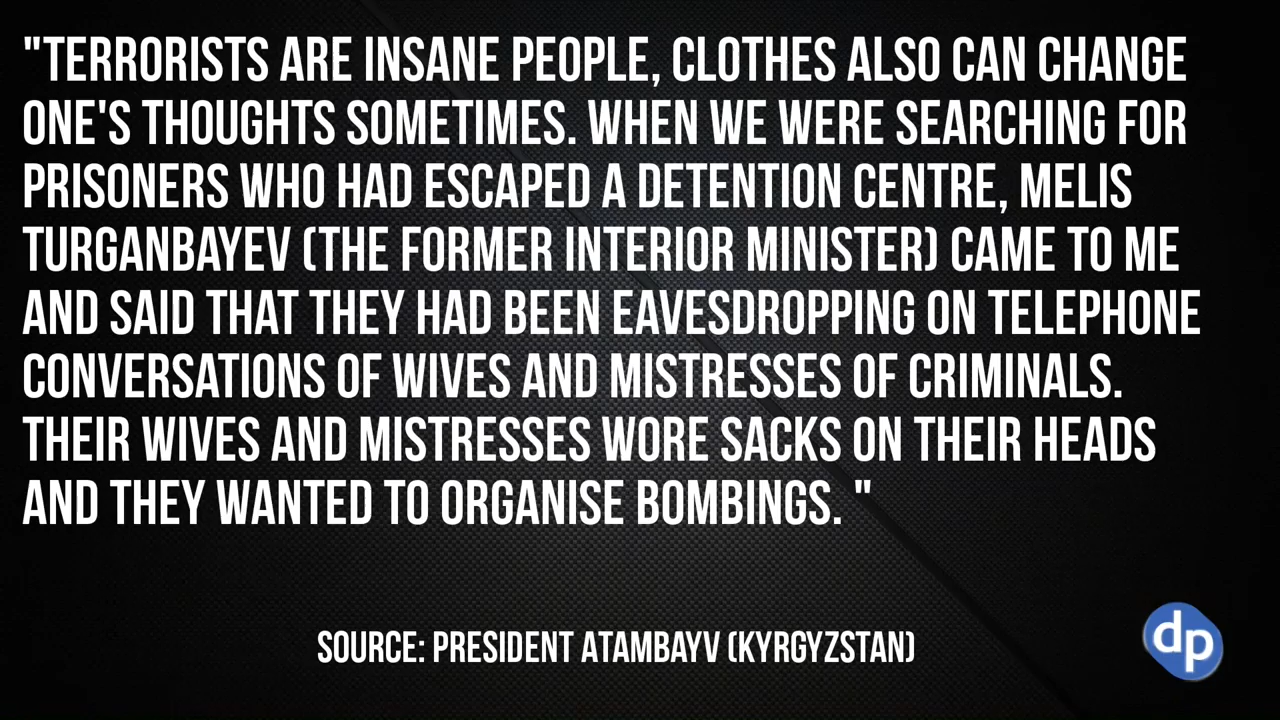 "TERRORISTS ARE INSANE PEOPLE, CLOTHES ALSO CAN CHANGE
ONE'S THOUGHTS SOMETIMES. WHEN WE WERE SEARCHING FOR
PRISONERS WHO HAD ESCAPED A DETENTION CENTRE, MELIS
TURGANBAYEV (THE FORMER INTERIOR MINISTER) CAME TO ME
AND SAID THAT THEY HAD BEEN EAVESDROPPING ON TELEPHONE
CONVERSATIONS OF WIVES AND MISTRESSES OF CRIMINALS.
THEIR WIVES AND MISTRESSES WORE SACKS ON THEIR HEADS
AND THEY WANTED TO ORGANISE BOMBINGS. "
SOURCE: PRESIDENT ATAMBAYV (KYRGYZSTAN)
dp